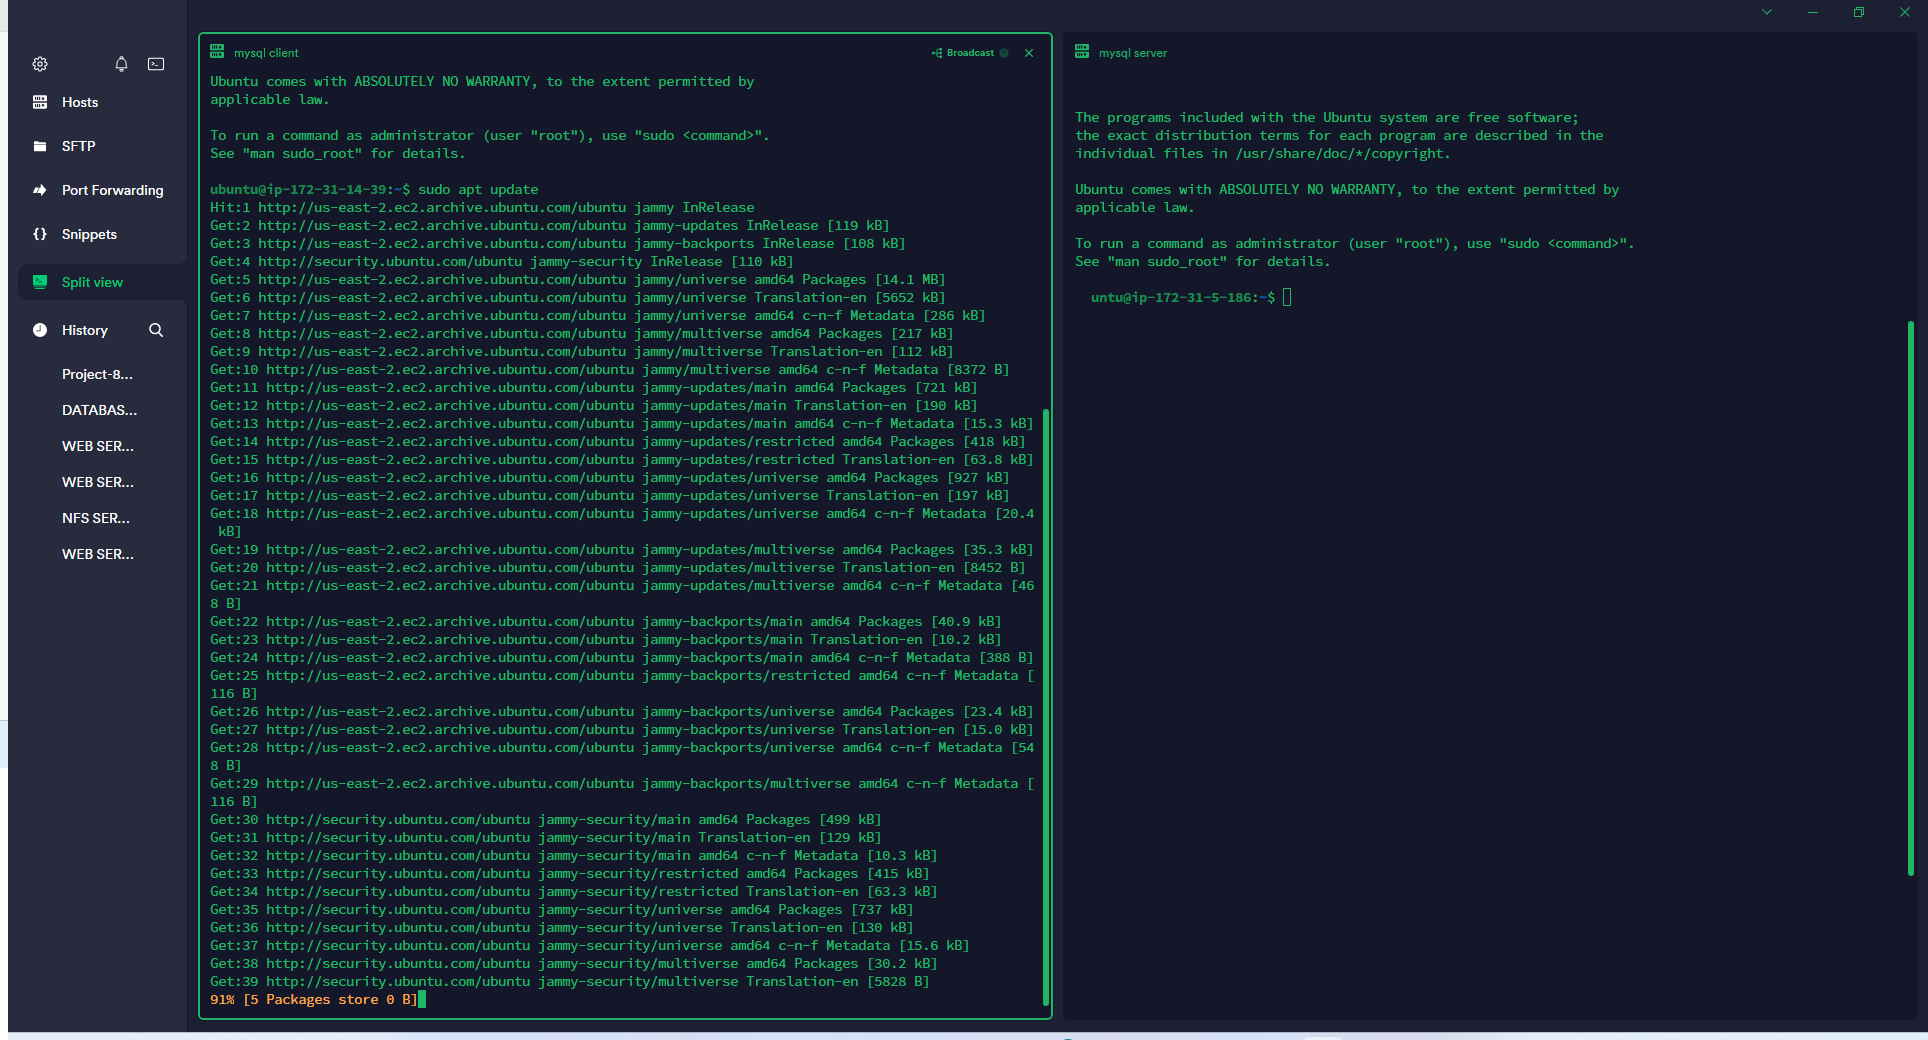 Hosts
SFTP
Port Forwarding
Snippets
Split view
History
Project-8...
DATABAS...
WEB SER...
WEB SER...
NFS SER...
WEB SER...
mysql client
Broadcast
Ubuntu comes with ABSOLUTELY NO WARRANTY, to the extent permitted by
applicable law.
To run a command as administrator (user "root"), use "sudo <command>".
See "man sudo_root" for details.
ubuntu@ip-172-31-14-39:~$ sudo apt update
Hit:1 http://us-east-2.ec2.archive.ubuntu.com/ubuntu jammy InRelease
Get:2 http://us-east-2.ec2.archive.ubuntu.com/ubuntu jammy-updates InRelease [119 kB]
Get:3 http://us-east-2.ec2.archive.ubuntu.com/ubuntu jammy-backports InRelease [108 kB]
Get:4 http://security.ubuntu.com/ubuntu jammy-security InRelease [110 kB]
Get:5 http://us-east-2.ec2.archive.ubuntu.com/ubuntu jammy/universe amd64 Packages [14.1 MB]
Get:6 http://us-east-2.ec2.archive.ubuntu.com/ubuntu jammy/universe Translation-en [5652 kB]
Get:7 http://us-east-2.ec2.archive.ubuntu.com/ubuntu jammy/universe amd64 c-n-f Metadata [286 kB]
Get:8 http://us-east-2.ec2.archive.ubuntu.com/ubuntu jammy/multiverse amd64 Packages [217 kB]
Get:9 http://us-east-2.ec2.archive.ubuntu.com/ubuntu jammy/multiverse Translation-en [112 kB]
Get:10 http://us-east-2.ec2.archive.ubuntu.com/ubuntu jammy/multiverse amd64 c-n-f Metadata [8372 B]
Get:11 http://us-east-2.ec2.archive.ubuntu.com/ubuntu jammy-updates/main amd64 Packages [721 kB]
Get:12 http://us-east-2.ec2.archive.ubuntu.com/ubuntu jammy-updates/main Translation-en [190 kB]
Get:13 http://us-east-2.ec2.archive.ubuntu.com/ubuntu jammy-updates/main amd64 c-n-f Metadata [15.3 kB]
Get:14 http://us-east-2.ec2.archive.ubuntu.com/ubuntu jammy-updates/restricted amd64 Packages [418 kB]
Get:15 http://us-east-2.ec2.archive.ubuntu.com/ubuntu jammy-updates/restricted Translation-en [63.8 kB]
Get:16 http://us-east-2.ec2.archive.ubuntu.com/ubuntu jammy-updates/universe amd64 Packages [927 kB]
Get:17 http://us-east-2.ec2.archive.ubuntu.com/ubuntu jammy-updates/universe Translation-en [197 kB]
Get:18 http://us-east-2.ec2.archive.ubuntu.com/ubuntu jammy-updates/universe amd64 c-n-f Metadata [20.4
kB]
Get:19 http://us-east-2.ec2.archive.ubuntu.com/ubuntu jammy-updates/multiverse amd64 Packages [35.3 kB]
Get:20 http://us-east-2.ec2.archive.ubuntu.com/ubuntu jammy-updates/multiverse Translation-en [8452 B]
Get:21 http://us-east-2.ec2.archive.ubuntu.com/ubuntu jammy-updates/multiverse amd64 c-n-f Metadata [46
8 B]
Get:22 http://us-east-2.ec2.archive.ubuntu.com/ubuntu jammy-backports/main amd64 Packages [40.9 kB]
Get:23 http://us-east-2.ec2.archive.ubuntu.com/ubuntu jammy-backports/main Translation-en [10.2 kB]
Get:24 http://us-east-2.ec2.archive.ubuntu.com/ubuntu jammy-backports/main amd64 c-n-f Metadata [388 B]
Get:25 http://us-east-2.ec2.archive.ubuntu.com/ubuntu jammy-backports/restricted amd64 c-n-f Metadata [
116 B]
Get:26 http://us-east-2.ec2.archive.ubuntu.com/ubuntu jammy-backports/universe amd64 Packages [23.4 kB]
Get:27 http://us-east-2.ec2.archive.ubuntu.com/ubuntu jammy-backports/universe Translation-en [15.0 kB]
Get:28 http://us-east-2.ec2.archive.ubuntu.com/ubuntu jammy-backports/universe amd64 c-n-f Metadata [54
8 B]
Get:29 http://us-east-2.ec2.archive.ubuntu.com/ubuntu jammy-backports/multiverse amd64 c-n-f Metadata [
116 B]
Get:30 http://security.ubuntu.com/ubuntu jammy-security/main amd64 Packages [499 kB]
Get:31 http://security.ubuntu.com/ubuntu jammy-security/main Translation-en [129 kB]
Get:32 http://security.ubuntu.com/ubuntu jammy-security/main amd64 c-n-f Metadata [10.3 kB]
Get:33 http://security.ubuntu.com/ubuntu jammy-security/restricted amd64 Packages [415 kB]
Get:34 http://security.ubuntu.com/ubuntu jammy-security/restricted Translation-en [63.3 kB]
Get:35 http://security.ubuntu.com/ubuntu jammy-security/universe amd64 Packages [737 kB]
Get:36 http://security.ubuntu.com/ubuntu jammy-security/universe Translation-en [130 kB]
Get:37 http://security.ubuntu.com/ubuntu jammy-security/universe amd64 c-n-f Metadata [15.6 kB]
Get:38 http://security.ubuntu.com/ubuntu jammy-security/multiverse amd64 Packages [30.2 kB]
Get:39 http://security.ubuntu.com/ubuntu jammy-security/multiverse Translation-en [5828 B]
91% [5 Packages store 0 B]
mysql server
The programs included with the Ubuntu system are free software;
the exact distribution terms for each program are described in the
individual files in /usr/share/doc/*/copyright.
Ubuntu comes with ABSOLUTELY NO WARRANTY, to the extent permitted by
applicable law.
To run a command as administrator (user "root"), use "sudo <command>".
See "man sudo_root" for details.
untu@ip-172-31-5-186:~$